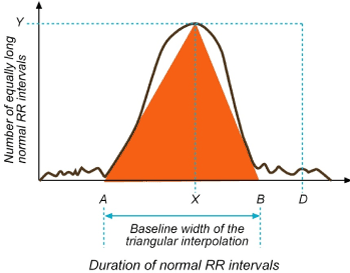 Y
Number of equally long
normal RR intervals
A
X
B
D
Baseline width of the
triangular interpolation
Duration of normal RR intervals